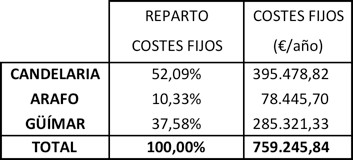 REPARTO COSTES FIJOS
COSTES FIJOS (€/año)
CANDELARIA 52,09% 395.478,82
ARAFO 10,33% 78.445,70
GÜÍMAR 37,58% 285.321,33
TOTAL 100,00% 759.245,84